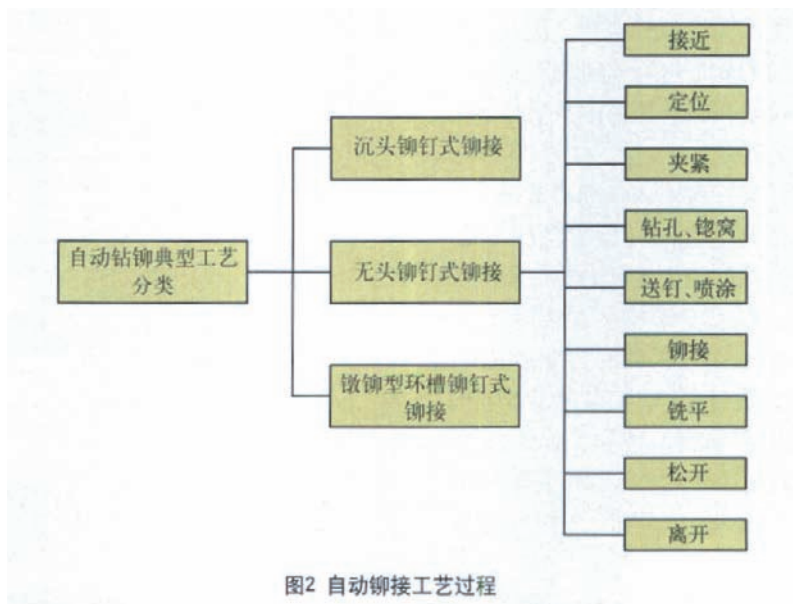 接近
定位
沉头铆钉式铆接
夹紧
钻孔、锪窝
自动钻铆典型工艺
分类
无头铆钉式铆接
送钉、喷涂
铆接
镦铆型环槽铆钉式
铆接
铣平
松开
离开
图2 自动铆接工艺过程